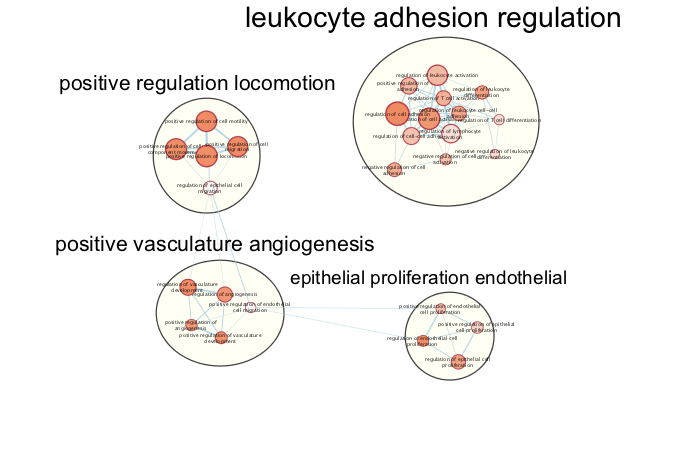 leukocyte adhesion regulation
positive regulation locomotion
regulation of leukocyte activation
positive regulation of
adhesion
regulation of leukocyte
differentiation
regulation of T cell activation
regulation of cell adhesion
regulation of leukocyte cell-cell
adhesion
regulation of T cell differentiation
regulation of cell-cell adhesion
regulation of lymphocyte
activation
negative regulation of cell
activation
negative regulation of leukocyte
differentiation
negative regulation of cell
adhesion
positive regulation of cell motility
positive regulation of cell
migration
positive regulation of
component movement
positive regulation of locomotion
regulation of epithelial cell
migration
positive vasculature angiogenesis
epithelial proliferation endothelial
regulation of vasculature
development
regulation of angiogenesis
positive regulation of endothelial
cell migration
positive regulation of
angiogenesis
positive regulation of vasculature
development
positive regulation of endothelial
cell proliferation
positive regulation of epithelial
cell proliferation
regulation of endothelial cell
proliferation
regulation of epithelial cell
proliferation